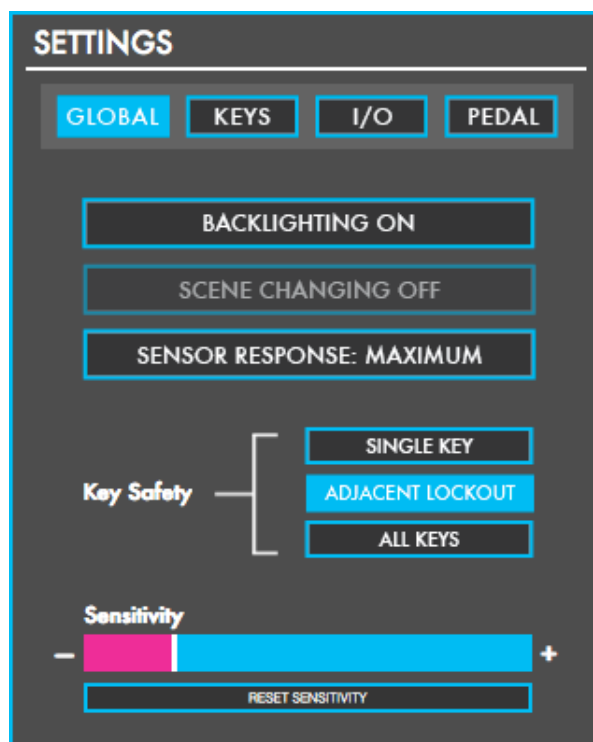 SETTINGS
GLOBAL KEYS I/O PEDAL
BACKLIGHTING ON
SCENE CHANGING OFF
SENSOR RESPONSE: MAXIMUM
SINGLE KEY
Key Safety ADJACENT LOCKOUT
ALL KEYS
Sensitivity
– +
RESET SENSITIVITY